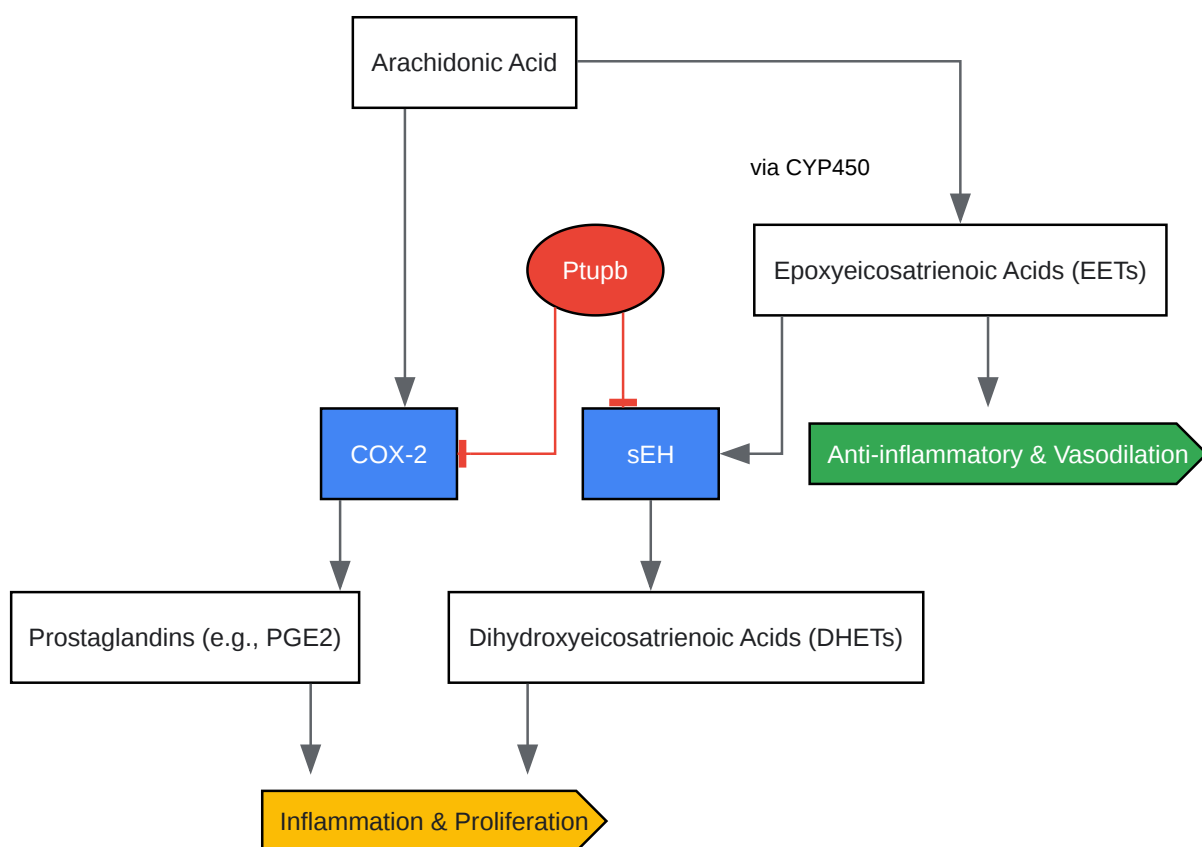 Arachidonic Acid
via CYP450
Ptupb
Epoxyeicosatrienoic Acids (EETs)
COX-2
sEH
Anti-inflammatory & Vasodilation
Prostaglandins (e.g., PGE2)
Dihydroxyeicosatrienoic Acids (DHETs)
Inflammation & Proliferation